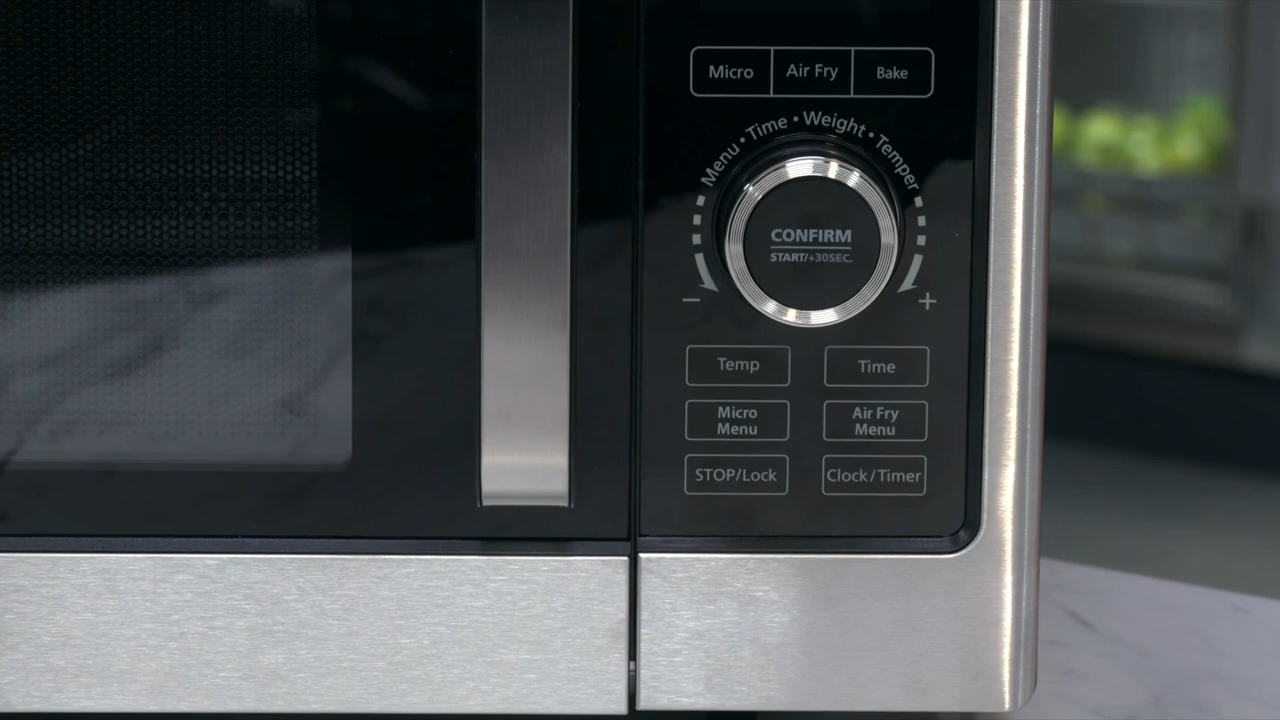 Micro Air Fry Bake
Menu • Time • Weight • Temper
CONFIRM
START/+30SEC.
− +
Temp Time
Micro
Menu
Air Fry
Menu
STOP/Lock Clock/Timer